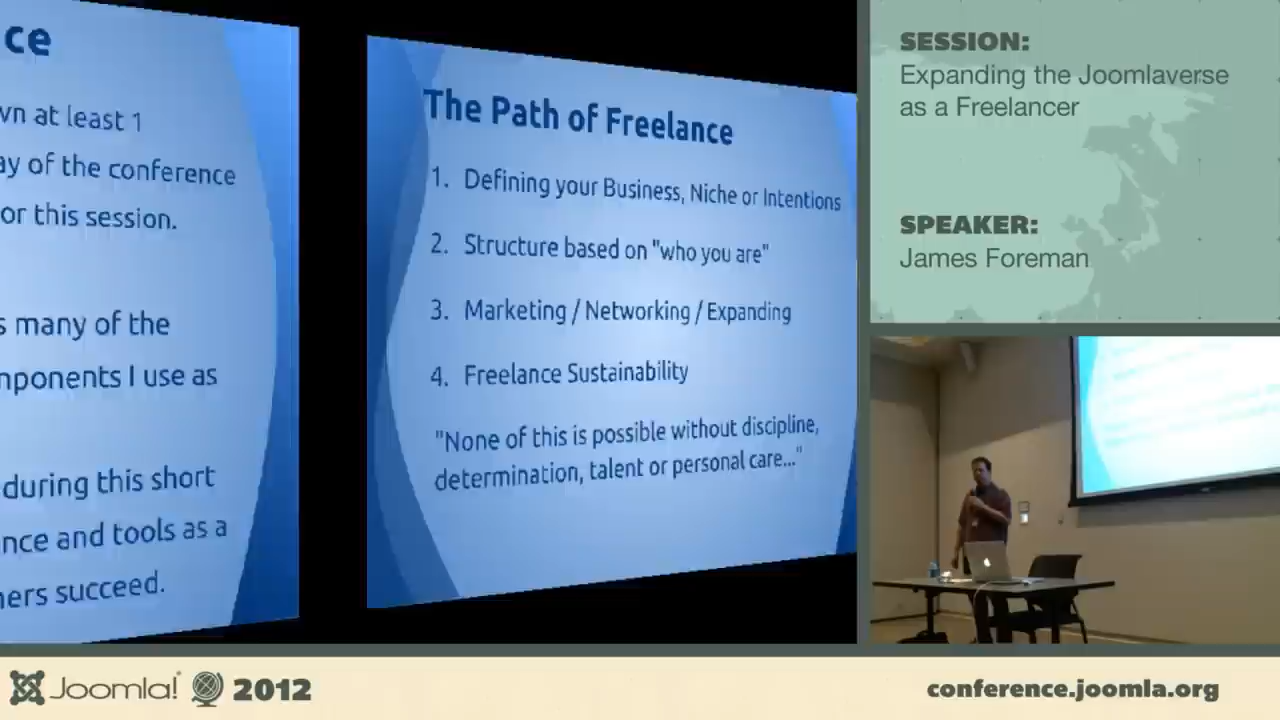 ce
at least 1
of the conference
or this session.
many of the
I use as
during this short
and tools as a
succeed.
The Path of Freelance
1. Defining your Business, Niche or Intentions
2. Structure based on "who you are"
3. Marketing / Networking / Expanding
4. Freelance Sustainability
"None of this is possible without discipline,
determination, talent or personal care..."
SESSION:
Expanding the Joomlaverse
as a Freelancer
SPEAKER:
James Foreman
Joomla! 2012
conference.joomla.org